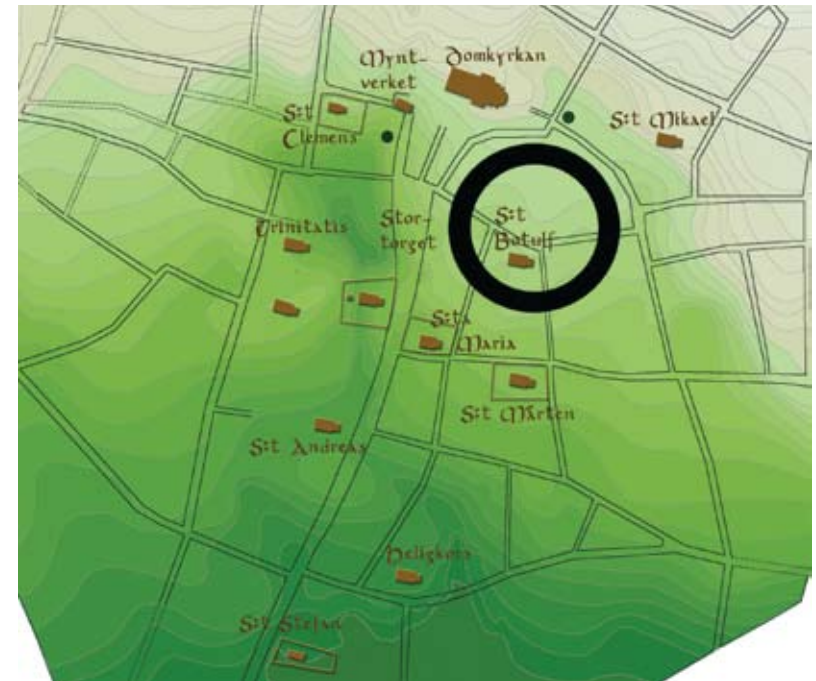 Mynt-
verket
Domkyrkan
S:t
Clemens
S:t Mikael
Trinitatis
Stor-
torget
S:t
Botulf
S:ta
Maria
S:t Mårten
S:t Andreas
Heligkors
S:t Stefan